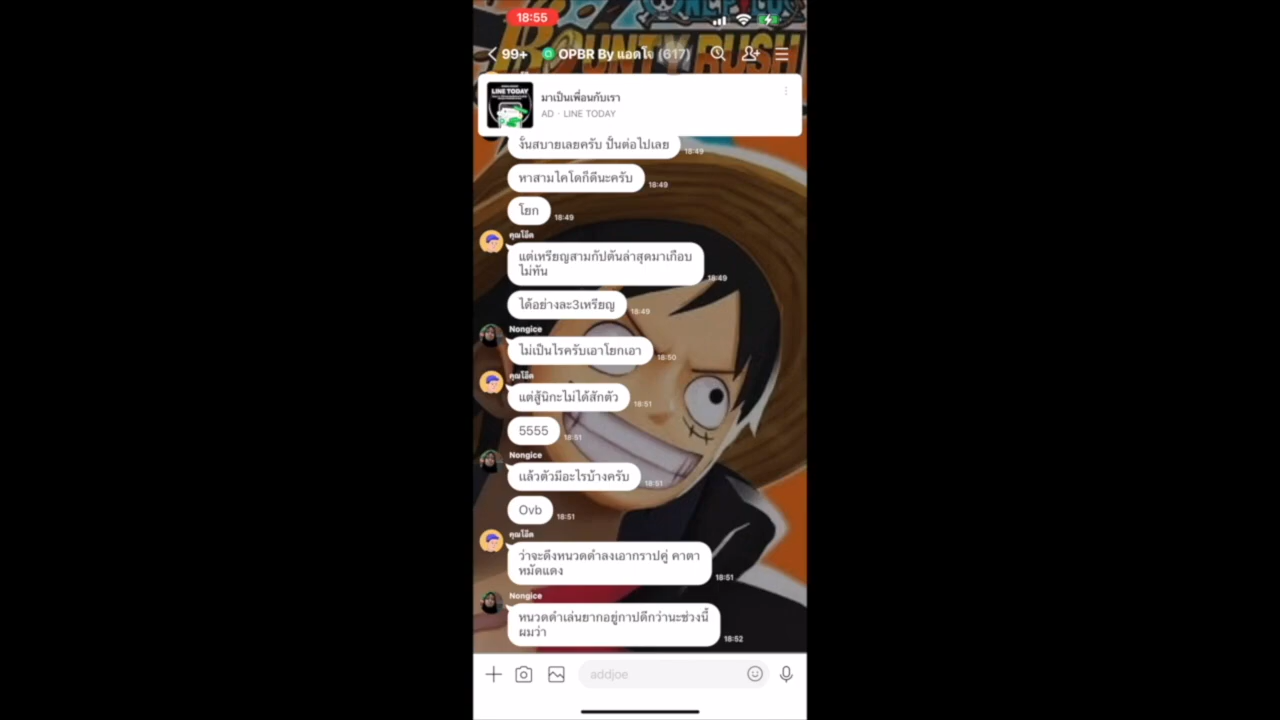 18:55
ONE PIECE
BOUNTY RUSH
99+
OPBR By แอดโจ (617)
LINE TODAY
มาเป็นเพื่อนกับเรา
AD · LINE TODAY
งั้นสบายเลยครับ ปั่นต่อไปเลย
18:49
หาสามไคโดก็ดีนะครับ
18:49
โยก
18:49
คุณโอ๊ต
แต่เหรียญสามกัปตันล่าสุดมาเกือบ
ไม่ทัน
18:49
ได้อย่างละ3เหรียญ
18:49
Nongice
ไม่เป็นไรครับเอาโยกเอา
18:50
คุณโอ๊ต
แต่สู้นิกะไม่ได้สักตัว
18:51
5555
18:51
Nongice
แล้วตัวมีอะไรบ้างครับ
18:51
Ovb
18:51
คุณโอ๊ต
ว่าจะดึงหนวดดำลงเอากราปคู่ คาตา
หมัดแดง
18:51
Nongice
หนวดดำเล่นยากอยู่กาปดีกว่านะช่วงนี้
ผมว่า
18:52
addjoe